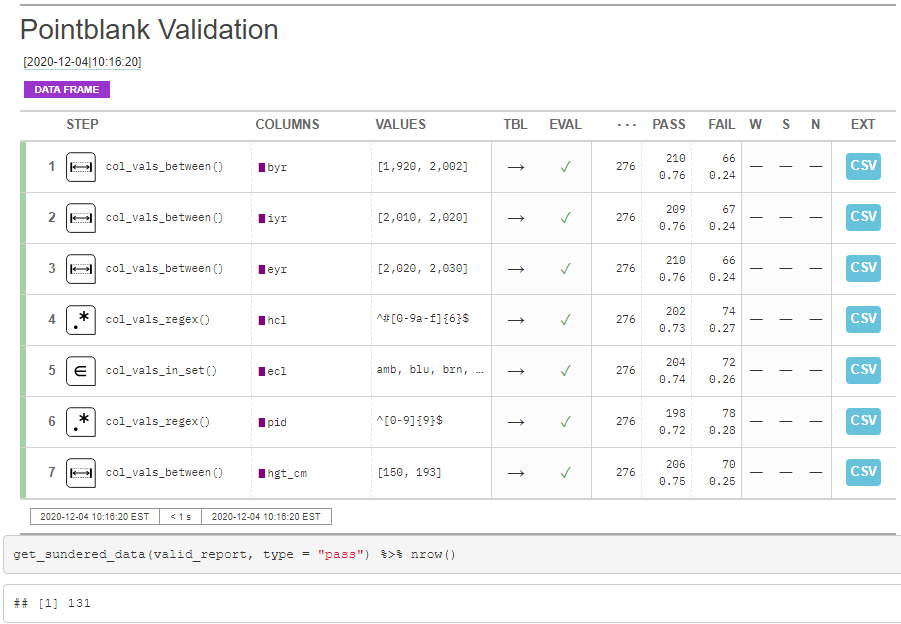 Pointblank Validation
[2020-12-04|10:16:20]
DATA FRAME
STEP COLUMNS VALUES TBL EVAL ··· PASS FAIL W S N EXT
1 col_vals_between() byr [1,920, 2,002] → ✓ 276 210 66 — — — CSV
0.76 0.24
2 col_vals_between() iyr [2,010, 2,020] → ✓ 276 209 67 — — — CSV
0.76 0.24
3 col_vals_between() eyr [2,020, 2,030] → ✓ 276 210 66 — — — CSV
0.76 0.24
4 .* col_vals_regex() hcl ^#[0-9a-f]{6}$ → ✓ 276 202 74 — — — CSV
0.73 0.27
5 ∈ col_vals_in_set() ecl amb, blu, brn, … → ✓ 276 204 72 — — — CSV
0.74 0.26
6 .* col_vals_regex() pid ^[0-9]{9}$ → ✓ 276 198 78 — — — CSV
0.72 0.28
7 col_vals_between() hgt_cm [150, 193] → ✓ 276 206 70 — — — CSV
0.75 0.25
2020-12-04 10:16:20 EST < 1 s 2020-12-04 10:16:20 EST
get_sundered_data(valid_report, type = "pass") %>% nrow()
## [1] 131